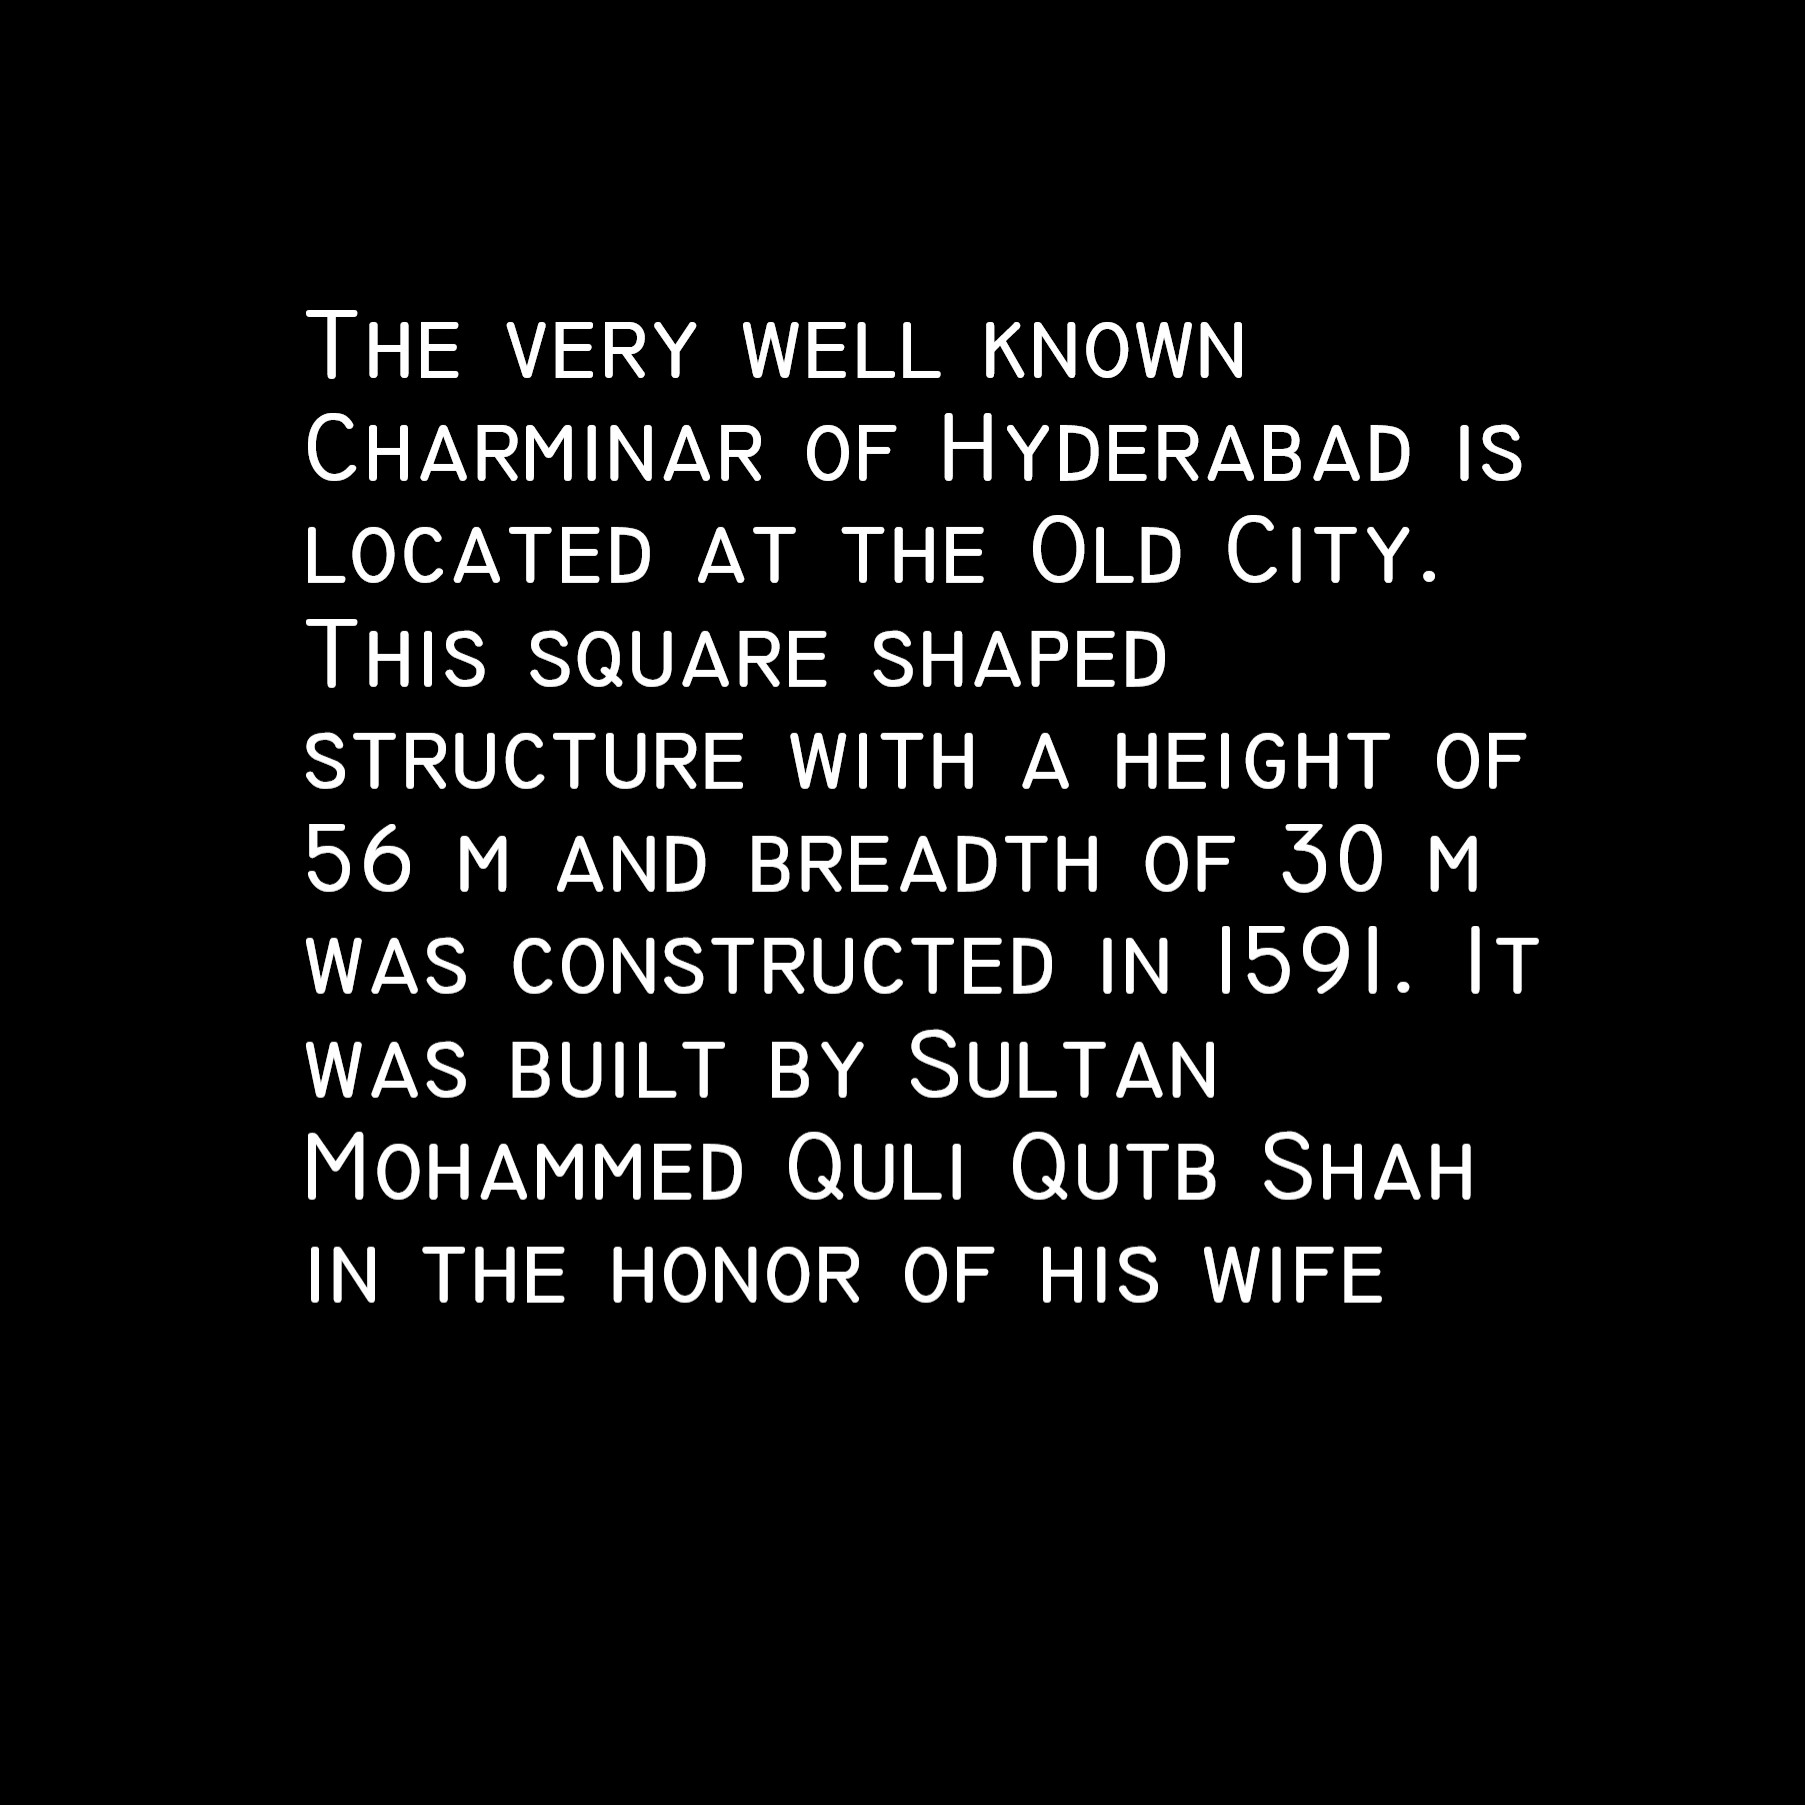 The very well known
Charminar of Hyderabad is
located at the Old City.
This square shaped
structure with a height of
56 m and breadth of 30 m
was constructed in 1591. It
was built by Sultan
Mohammed Quli Qutb Shah
in the honor of his wife